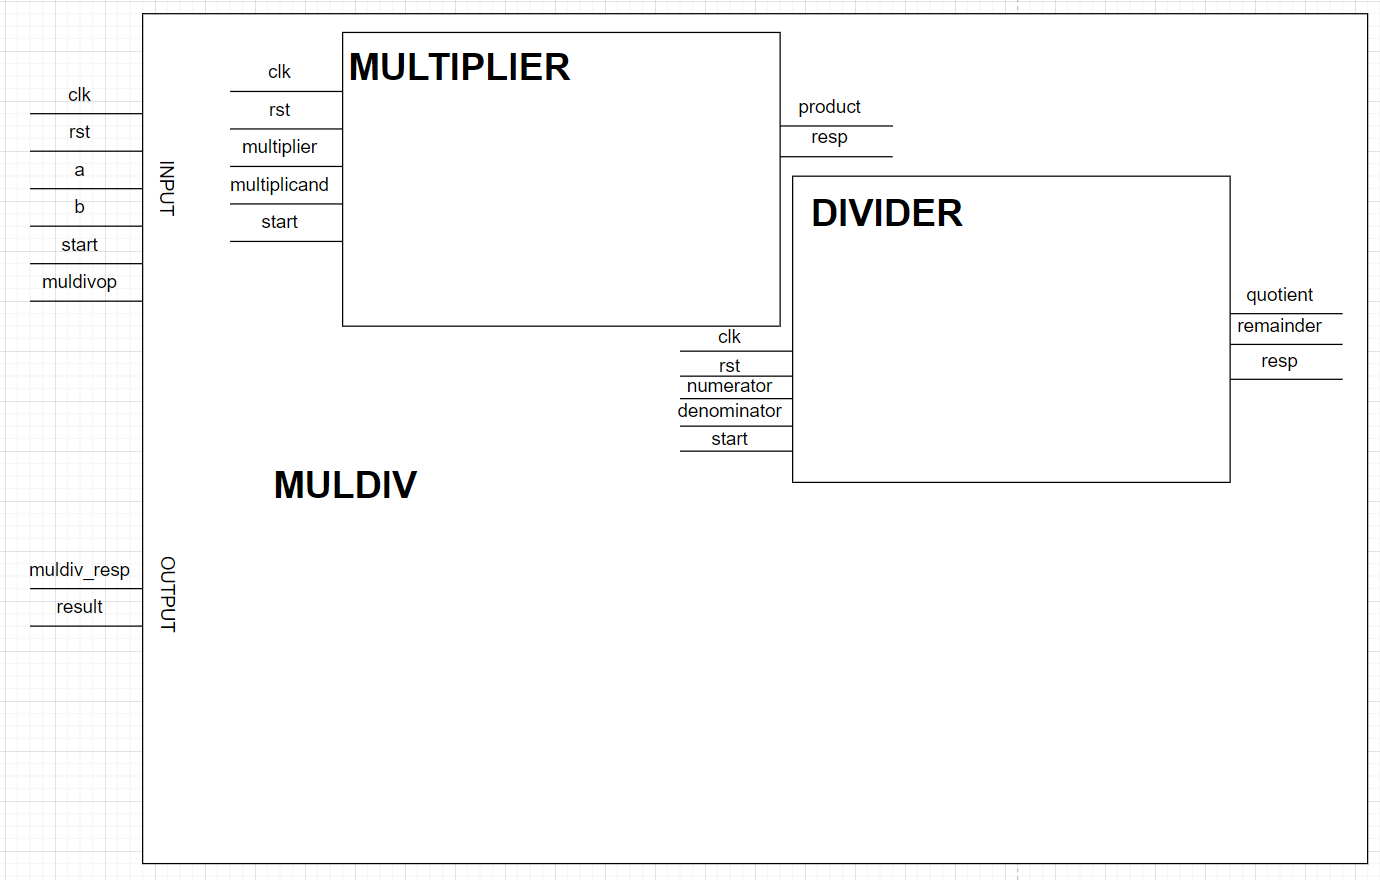 clk
rst
a
b
start
muldivop
INPUT
clk
rst
multiplier
multiplicand
start
MULTIPLIER
product
resp
DIVIDER
clk
rst
numerator
denominator
start
quotient
remainder
resp
MULDIV
muldiv_resp
result
OUTPUT